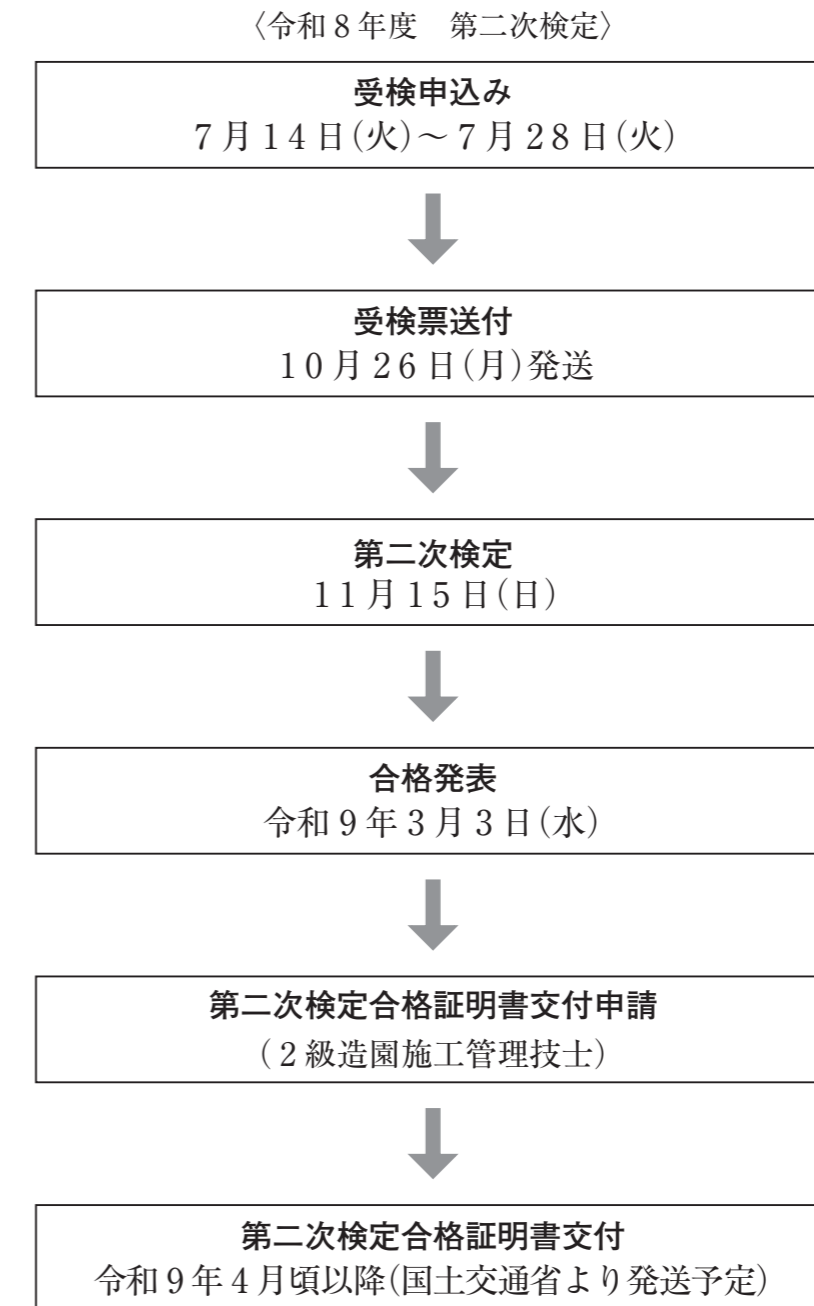 〈令和８年度　第二次検定〉
受検申込み
７月１４日(火)～７月２８日(火)
受検票送付
１０月２６日(月)発送
第二次検定
１１月１５日(日)
合格発表
令和９年３月３日(水)
第二次検定合格証明書交付申請
(２級造園施工管理技士)
第二次検定合格証明書交付
令和９年４月頃以降(国土交通省より発送予定)